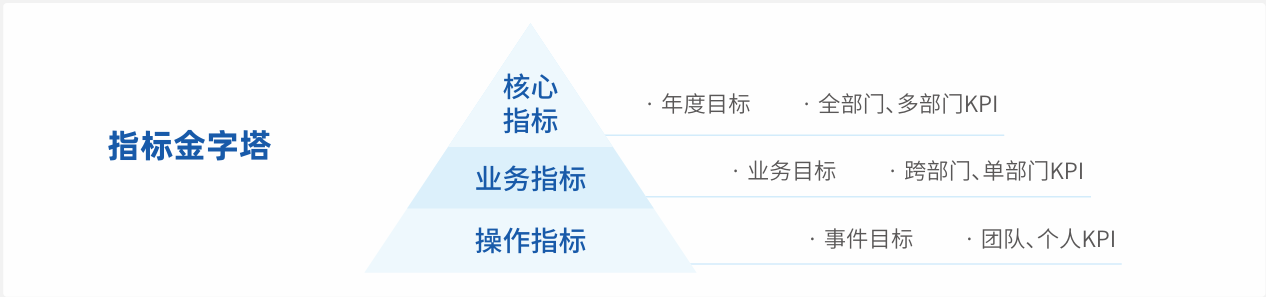 指标金字塔
核心
指标
· 年度目标 · 全部门、多部门KPI
业务指标
· 业务目标 · 跨部门、单部门KPI
操作指标
· 事件目标 · 团队、个人KPI